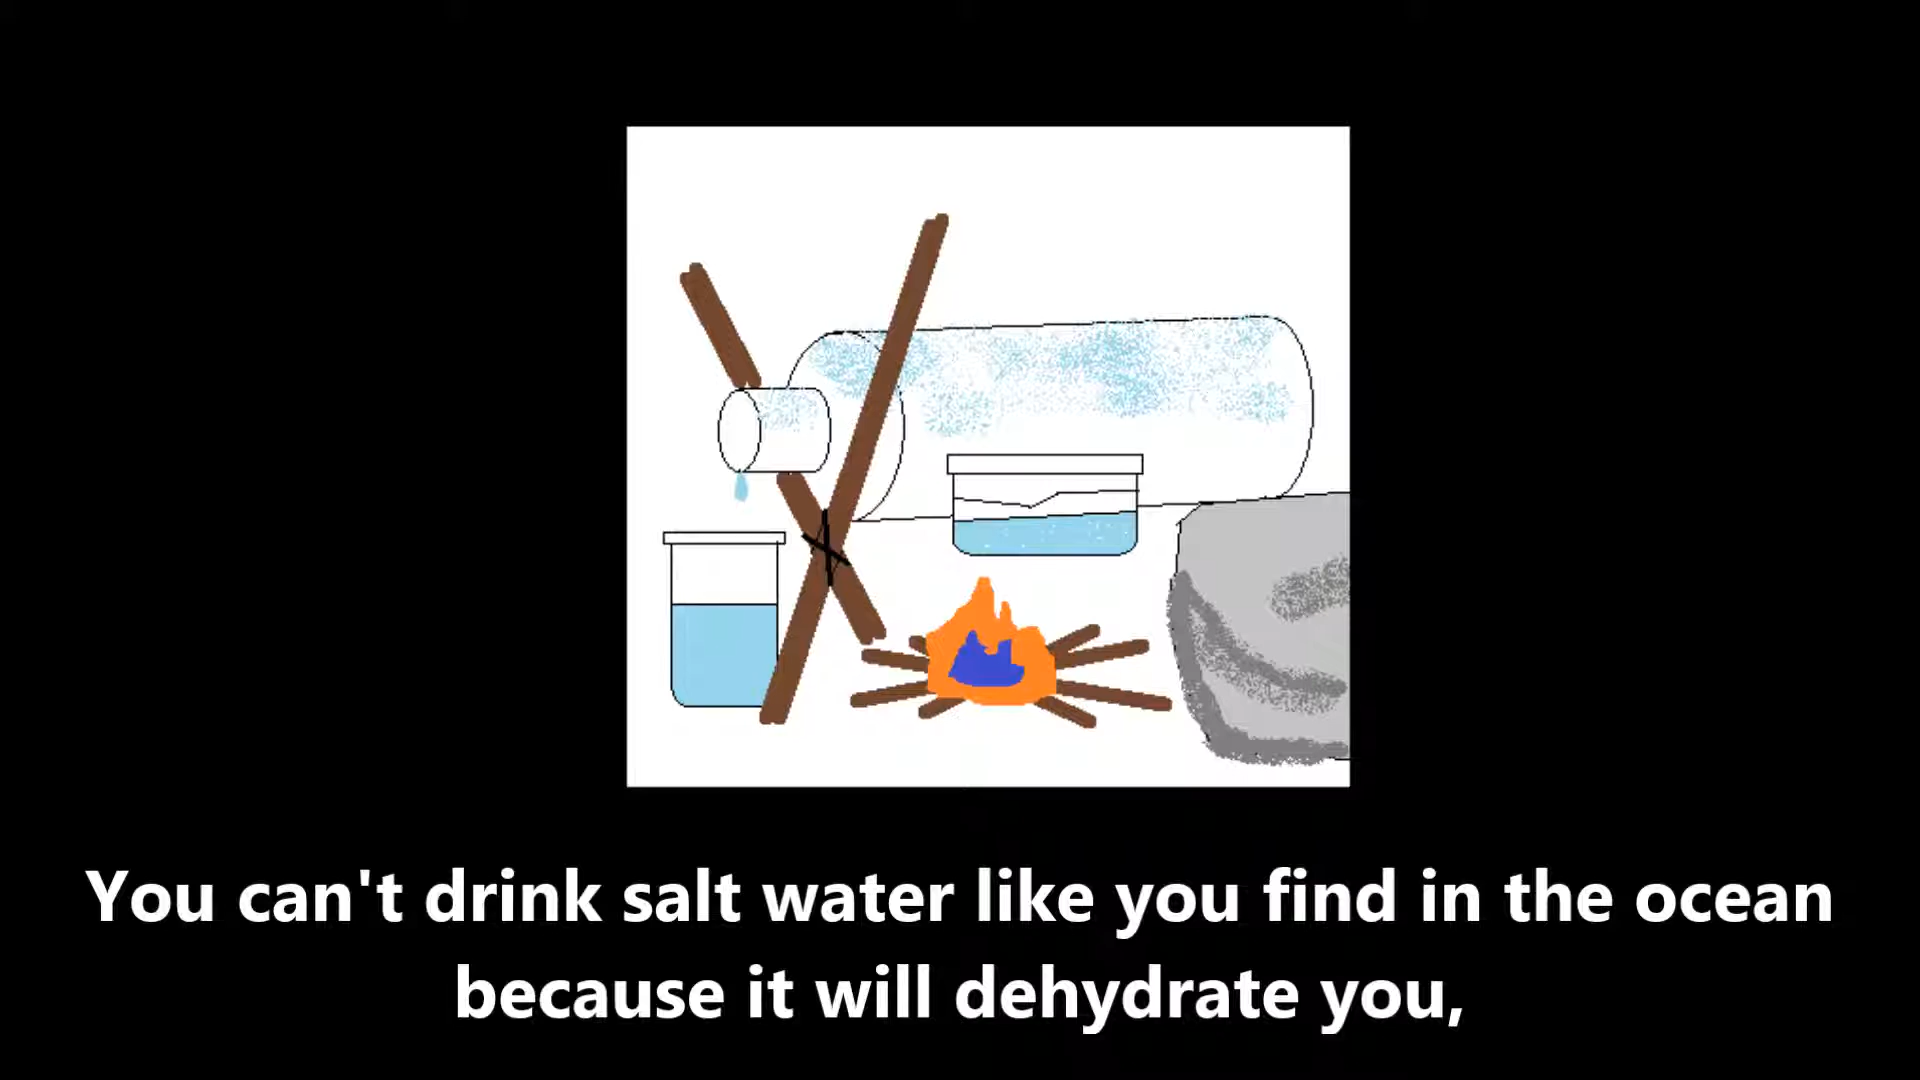 You can't drink salt water like you find in the ocean
because it will dehydrate you,